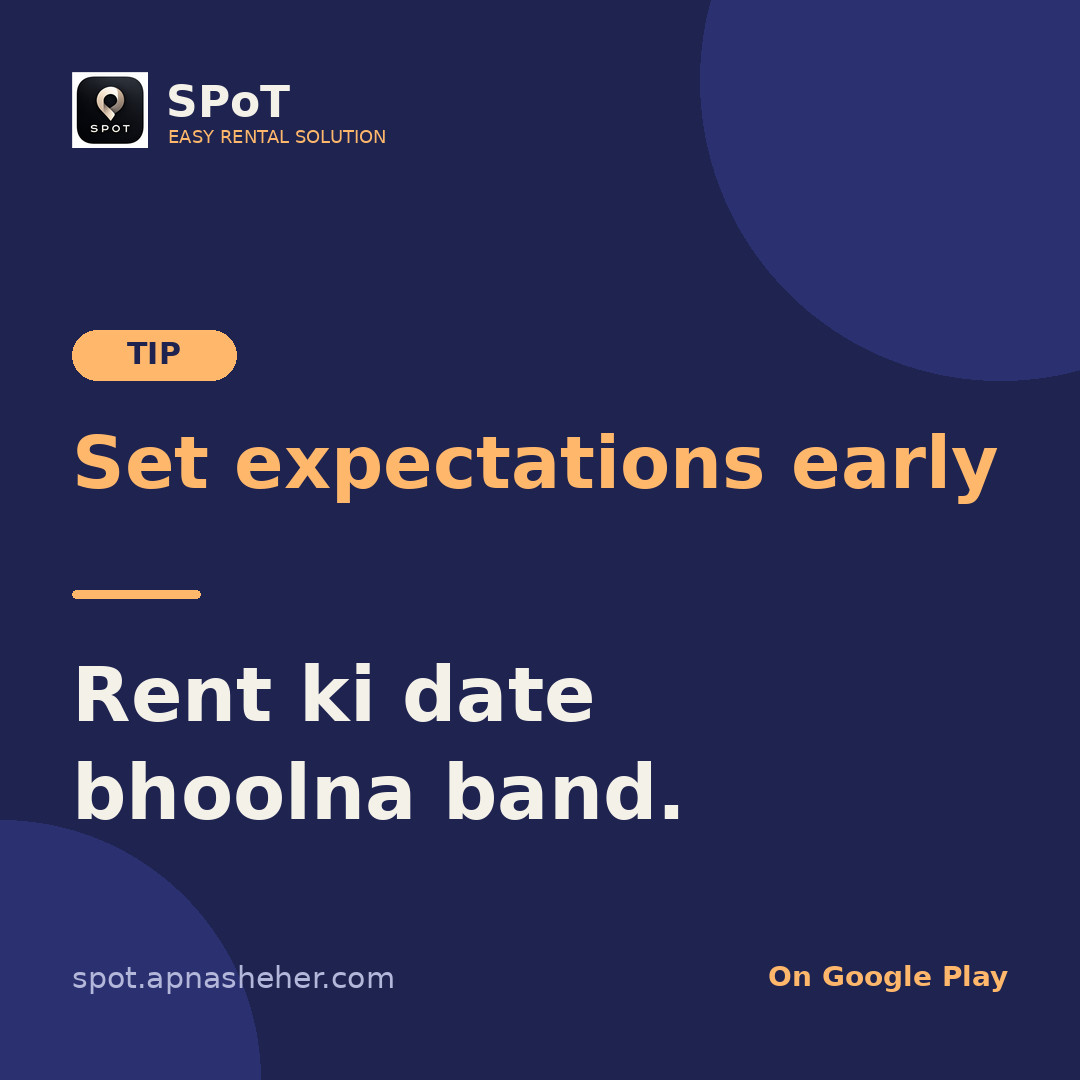 SPOT
SPoT
EASY RENTAL SOLUTION
TIP
Set expectations early
Rent ki date
bhoolna band.
spot.apnasheher.com
On Google Play